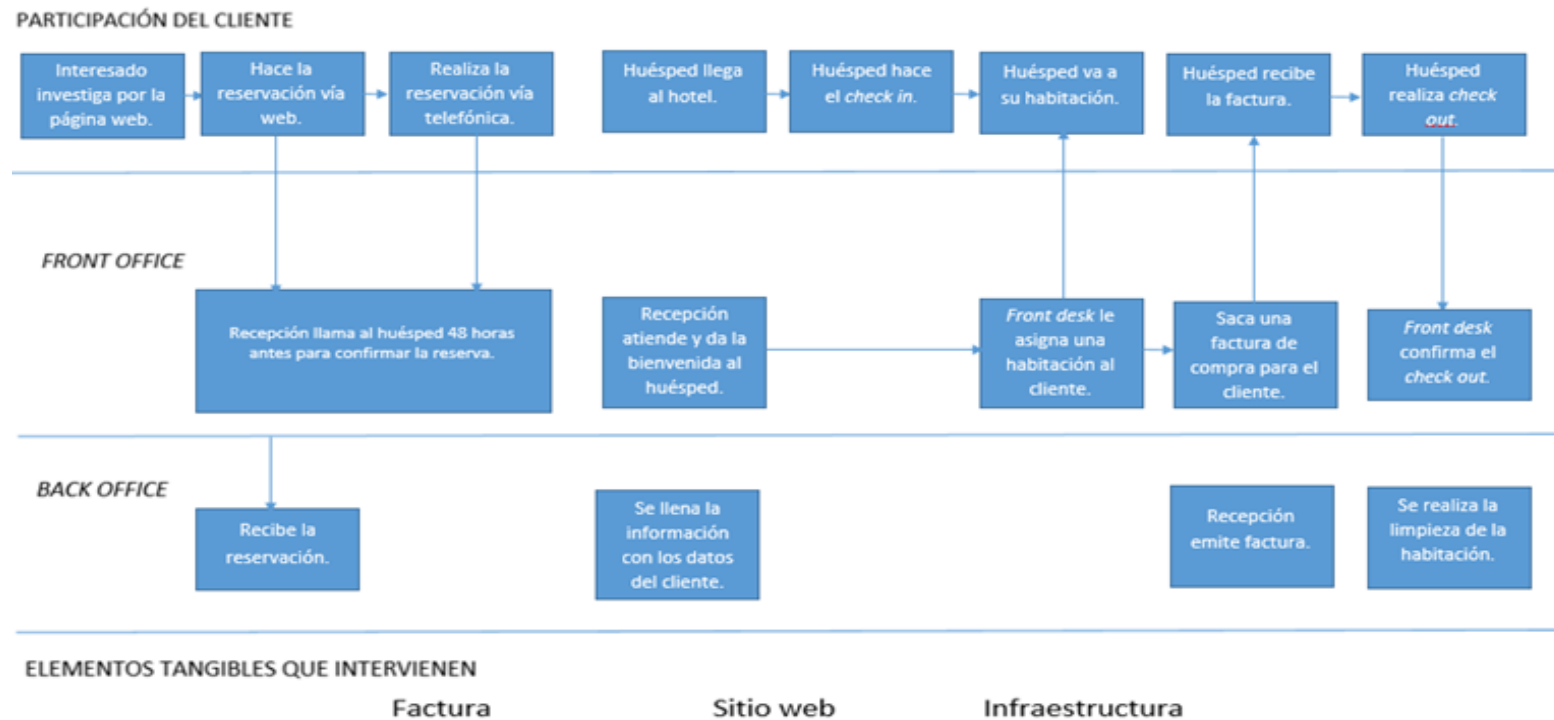 PARTICIPACIÓN DEL CLIENTE
Interesado
investiga por la
página web.
Hace la
reservación vía
web.
Realiza la
reservación vía
telefónica.
Huésped llega
al hotel.
Huésped hace
el check in.
Huésped va a
su habitación.
Huésped recibe
la factura.
Huésped
realiza check
out.
FRONT OFFICE
Recepción llama al huésped 48 horas
antes para confirmar la reserva.
Recepción
atiende y da la
bienvenida al
huésped.
Front desk le
asigna una
habitación al
cliente.
Saca una
factura de
compra para el
cliente.
Front desk
confirma el
check out.
BACK OFFICE
Recibe la
reservación.
Se llena la
información
con los datos
del cliente.
Recepción
emite factura.
Se realiza la
limpieza de la
habitación.
ELEMENTOS TANGIBLES QUE INTERVIENEN
Factura
Sitio web
Infraestructura